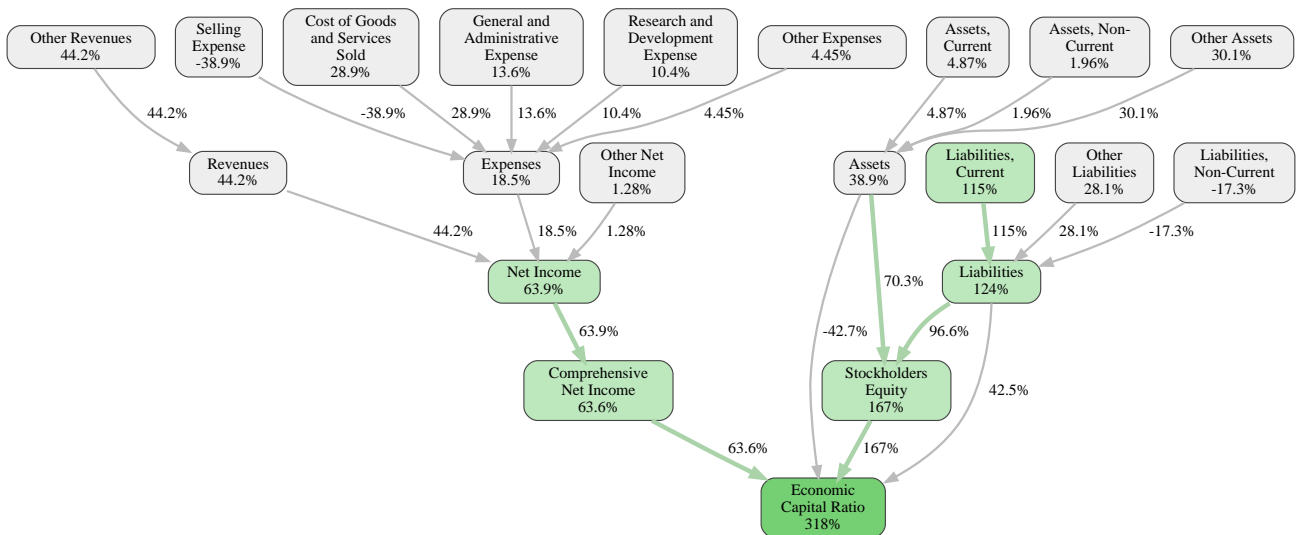 Other Revenues
44.2%
Selling
Expense
-38.9%
Cost of Goods
and Services
Sold
28.9%
General and
Administrative
Expense
13.6%
Research and
Development
Expense
10.4%
Other Expenses
4.45%
Assets,
Current
4.87%
Assets, Non-
Current
1.96%
Other Assets
30.1%
44.2%
-38.9%
28.9%
13.6%
10.4%
4.45%
4.87%
1.96%
30.1%
Revenues
44.2%
Expenses
18.5%
Other Net
Income
1.28%
Assets
38.9%
Liabilities,
Current
115%
Other
Liabilities
28.1%
Liabilities,
Non-Current
-17.3%
44.2%
18.5%
1.28%
115%
28.1%
-17.3%
Net Income
63.9%
70.3%
Liabilities
124%
63.9%
-42.7%
96.6%
Comprehensive
Net Income
63.6%
Stockholders
Equity
167%
42.5%
63.6%
167%
Economic
Capital Ratio
318%